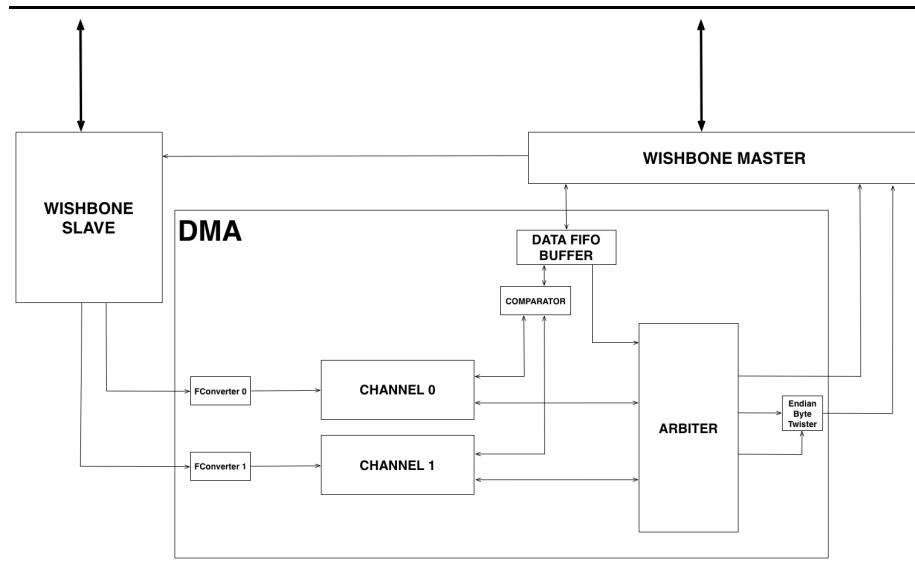 WISHBONE MASTER
WISHBONE
SLAVE
DMA
DATA FIFO
BUFFER
COMPARATOR
FConverter 0
CHANNEL 0
ARBITER
Endian
Byte
Twister
FConverter 1
CHANNEL 1